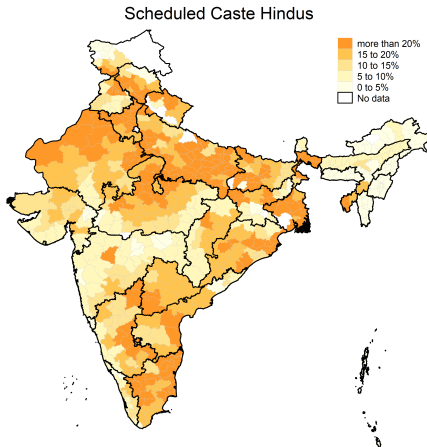 Scheduled Caste Hindus
more than 20%
15 to 20%
10 to 15%
5 to 10%
0 to 5%
No data